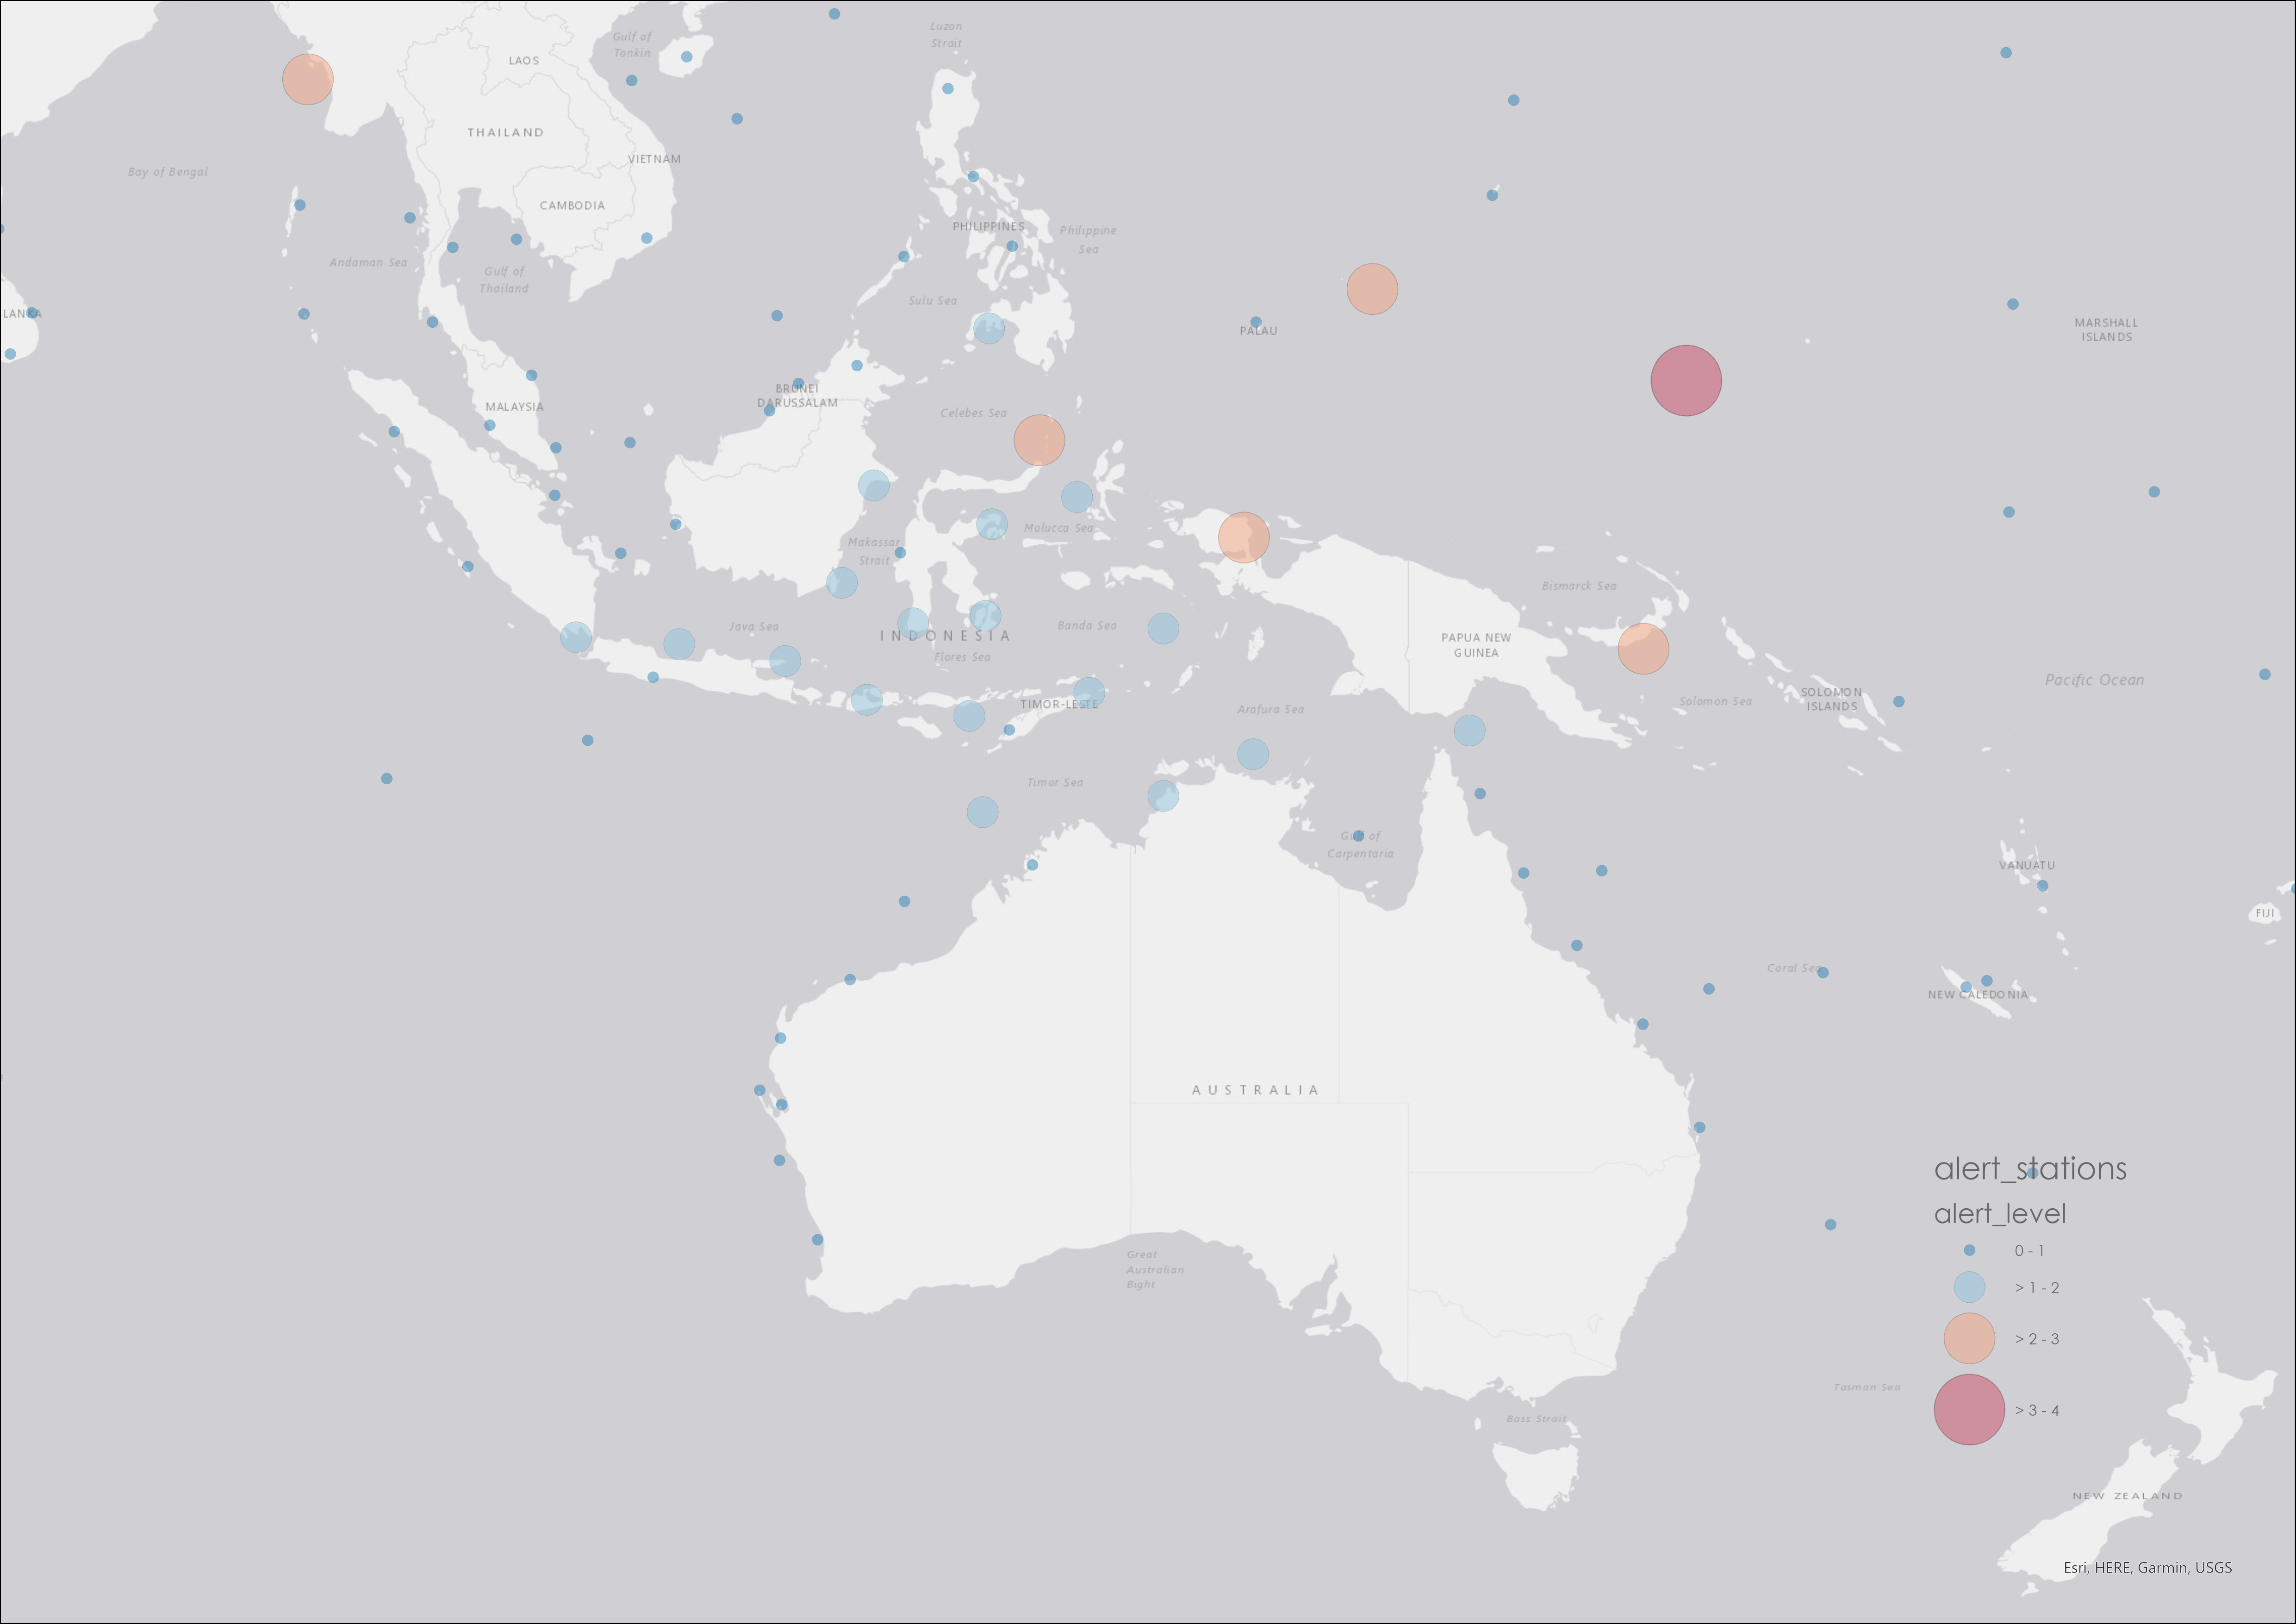 Luzon
Strait
Gulf of
Tonkin
LAOS
THAILAND
VIETNAM
Bay of Bengal
CAMBODIA
PHILIPPINES
Philippine
Sea
Andaman Sea
Gulf of
Thailand
Sulu Sea
LANKA
PALAU
MARSHALL
ISLANDS
BRUNEI
DARUSSALAM
MALAYSIA
Celebes Sea
Molucca Sea
Makassar
Strait
Bismarck Sea
Java Sea
INDONESIA
Banda Sea
PAPUA NEW
GUINEA
Flores Sea
Pacific Ocean
SOLOMON
ISLANDS
TIMOR-LESTE
Arafura Sea
Solomon Sea
Timor Sea
Gulf of
Carpentaria
VANUATU
FIJI
Coral Sea
NEW CALEDONIA
AUSTRALIA
alert_stations
alert_level
0 - 1
> 1 - 2
> 2 - 3
> 3 - 4
Great
Australian
Bight
Tasman Sea
Bass Strait
NEW ZEALAND
Esri, HERE, Garmin, USGS